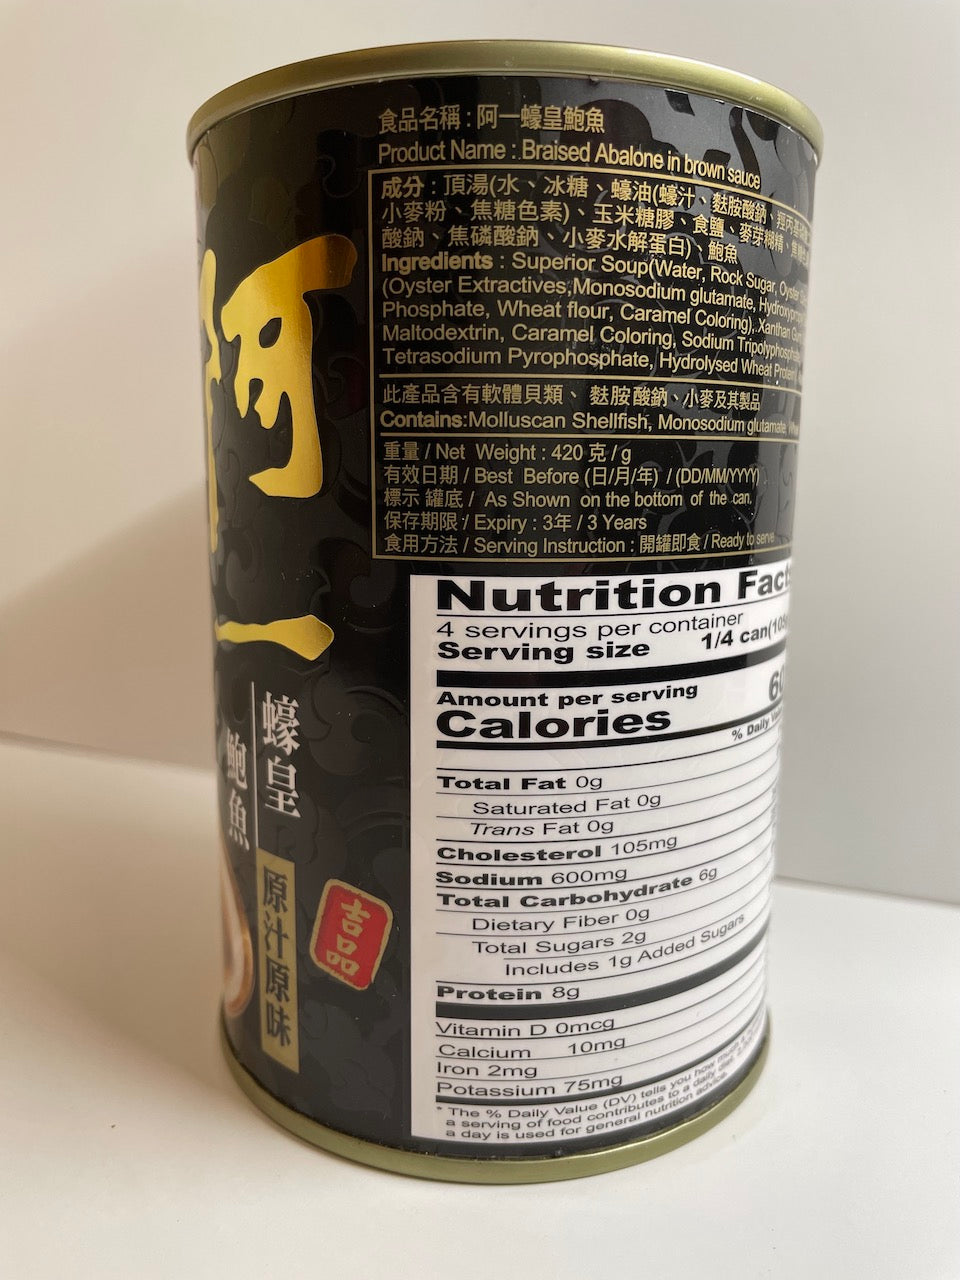 食品名稱：阿一蠔皇鮑魚
Product Name : Braised Abalone in brown sauce
成分：頂湯(水、冰糖、蠔油(蠔汁、麩胺酸鈉、羥丙基
小麥粉、焦糖色素)、玉米糖膠、食鹽、麥芽糊精、焦糖
酸鈉、焦磷酸鈉、小麥水解蛋白)、鮑魚
Ingredients : Superior Soup(Water, Rock Sugar, Oyster
(Oyster Extractives,Monosodium glutamate,
Phosphate, Wheat flour, Caramel Coloring), Xanthan
Maltodextrin, Caramel Coloring, Sodium Tripolyphosphate
Tetrasodium Pyrophosphate, Hydrolysed Wheat Protein)
此產品含有軟體貝類、麩胺酸鈉、小麥及其製品
Contains:Molluscan Shellfish, Monosodium glutamate,
重量 / Net Weight : 420 克 / g
有效日期 / Best Before (日/月/年) / (DD/MM/YYYY)
標示 罐底 / As Shown on the bottom of the can.
保存期限 / Expiry : 3年 / 3 Years
食用方法 / Serving Instruction : 開罐即食 / Ready to serve
阿一
蠔皇
鮑魚
原汁原味
吉品
Nutrition Facts
4 servings per container
Serving size 1/4 can(105
Amount per serving
Calories 60
% Daily
Total Fat 0g
Saturated Fat 0g
Trans Fat 0g
Cholesterol 105mg
Sodium 600mg
Total Carbohydrate 6g
Dietary Fiber 0g
Total Sugars 2g
Includes 1g Added Sugars
Protein 8g
Vitamin D 0mcg
Calcium 10mg
Iron 2mg
Potassium 75mg
* The % Daily Value (DV) tells you how much a
a serving of food contributes to a daily diet.
a day is used for general nutrition advice.